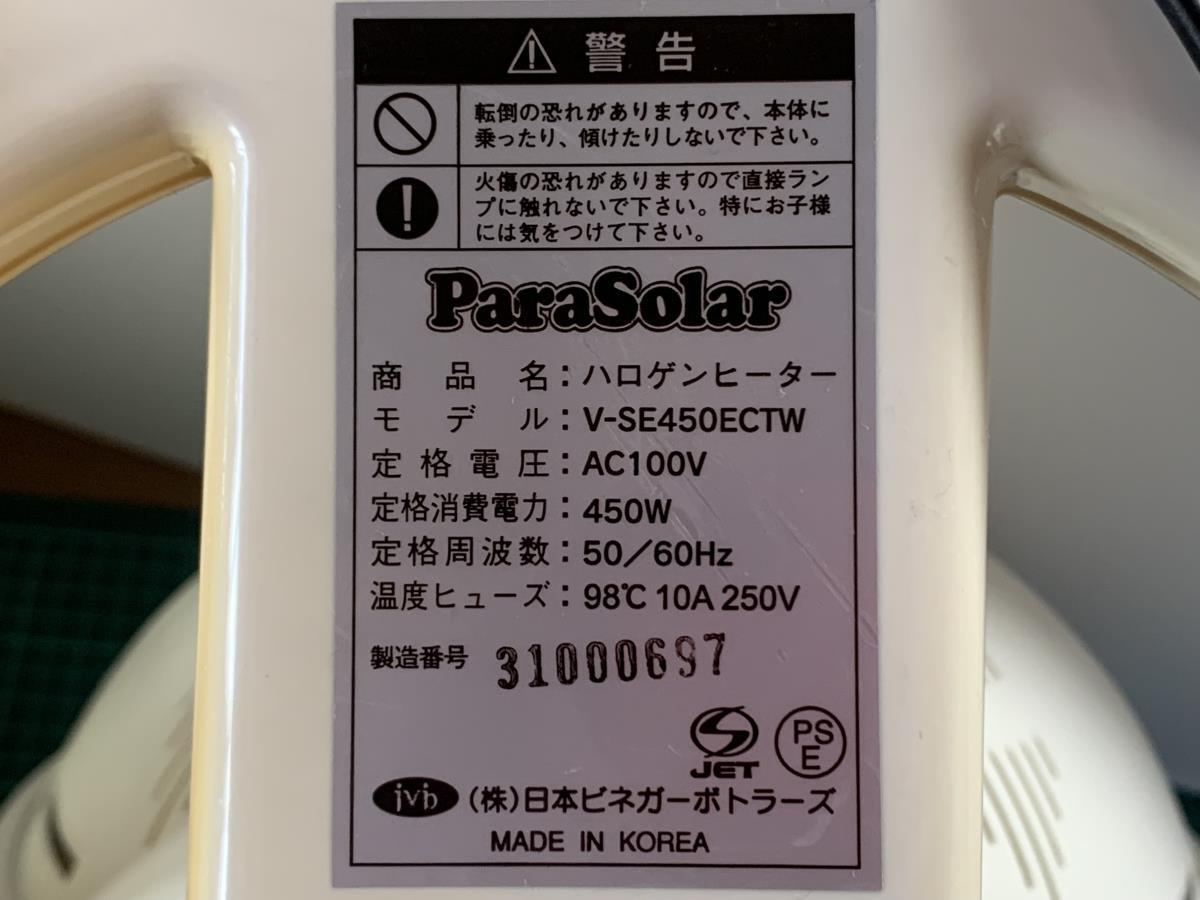 警告
転倒の恐れがありますので、本体に
乗ったり、傾けたりしないで下さい。
火傷の恐れがありますので直接ラン
プに触れないで下さい。特にお子様
には気をつけて下さい。
ParaSolar
商品名：ハロゲンヒーター
モデル：V-SE450ECTW
定格電圧：AC100V
定格消費電力：450W
定格周波数：50／60Hz
温度ヒューズ：98℃ 10A 250V
製造番号 31000697
JET PSE
jvb (株)日本ビネガーボトラーズ
MADE IN KOREA